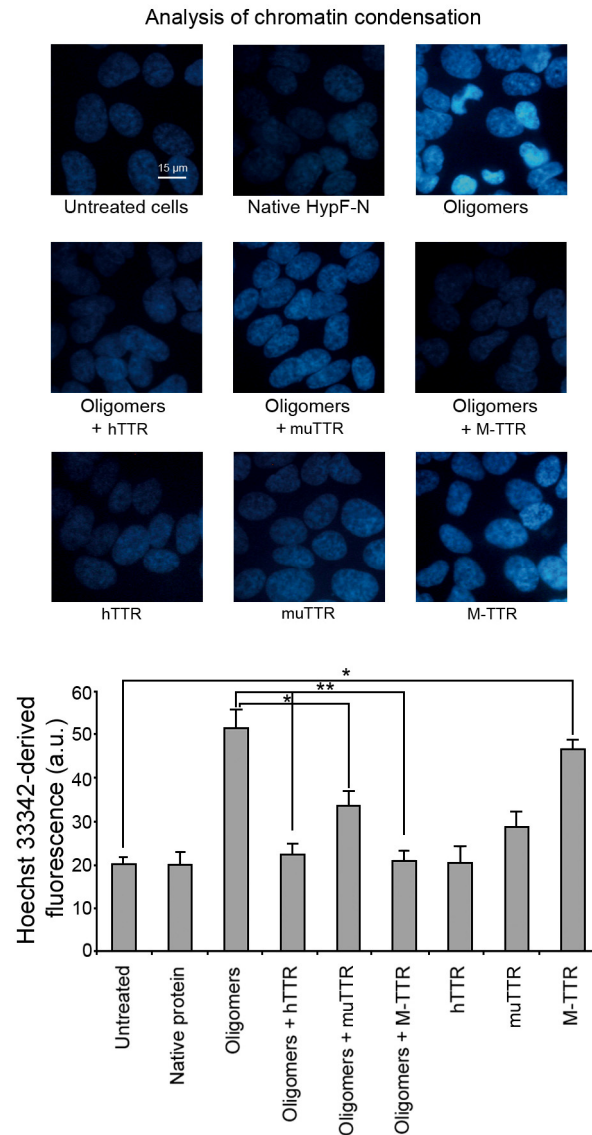 Analysis of chromatin condensation
15 µm
Untreated cells
Native HypF-N
Oligomers
Oligomers
+ hTTR
Oligomers
+ muTTR
Oligomers
+ M-TTR
hTTR
muTTR
M-TTR
Hoechst 33342-derived
fluorescence (a.u.)
60
50
40
30
20
10
0
*
**
*
Untreated
Native protein
Oligomers
Oligomers + hTTR
Oligomers + muTTR
Oligomers + M-TTR
hTTR
muTTR
M-TTR